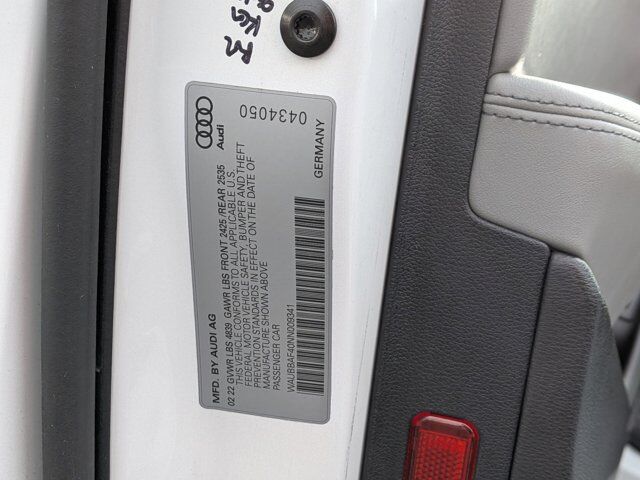 Audi
0434050
MFD. BY AUDI AG
GERMANY
02 22 GVWR LBS 4839 GAWR LBS FRONT 2425 /REAR 2535
THIS VEHICLE CONFORMS TO ALL APPLICABLE U.S.
FEDERAL MOTOR VEHICLE SAFETY, BUMPER AND THEFT
PREVENTION STANDARDS IN EFFECT ON THE DATE OF
MANUFACTURE SHOWN ABOVE
PASSENGER CAR
WAURBAF40NN009341